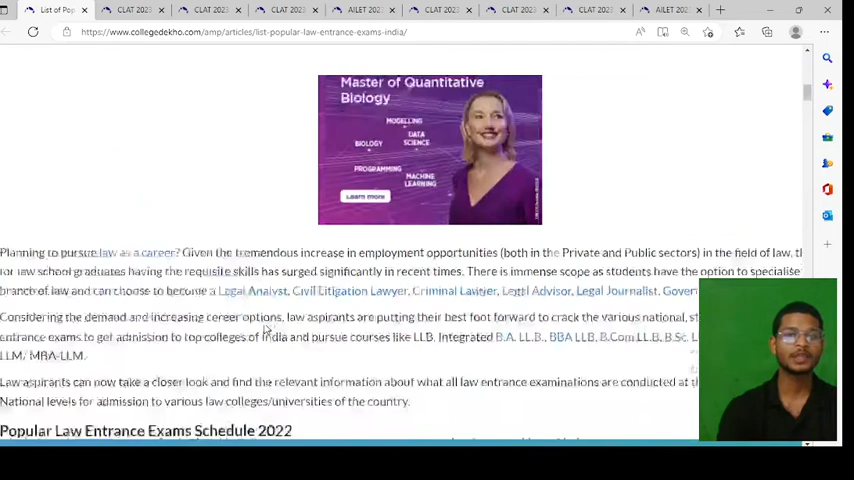 List of Pop
CLAT 2023
CLAT 2023
CLAT 2023
AILET 202
CLAT 2023
CLAT 2023
CLAT 2023
AILET 202
https://www.collegedekho.com/amp/articles/list-popular-law-entrance-exams-india/
Master of Quantitative
Biology
MODELLING
BIOLOGY
DATA
SCIENCE
PROGRAMMING
MACHINE
LEARNING
Learn more
Planning to pursue law as a career? Given the tremendous increase in employment opportunities (both in the Private and Public sectors) in the field of law, th
for law school graduates having the requisite skills has surged significantly in recent times. There is immense scope as students have the option to specialise
branch of law and can choose to become a Legal Analyst, Civil Litigation Lawyer, Criminal Lawyer, Legal Advisor, Legal Journalist, Govern
Considering the demand and increasing career options, law aspirants are putting their best foot forward to crack the various national, st
entrance exams to get admission to top colleges of India and pursue courses like LLB, Integrated B.A. LL.B., BBA LLB, B.Com LL.B, B.Sc. L
LLM/ MBA-LLM.
Law aspirants can now take a closer look and find the relevant information about what all law entrance examinations are conducted at th
National levels for admission to various law colleges/universities of the country.
Popular Law Entrance Exams Schedule 2022